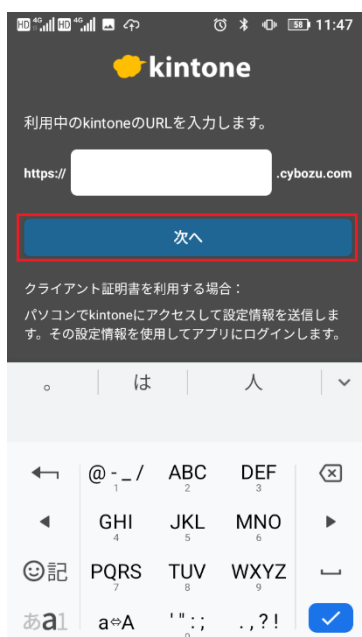 HD 4G HD 4G 58 11:47
kintone
利用中のkintoneのURLを入力します。
https:// .cybozu.com
次へ
クライアント証明書を利用する場合：
パソコンでkintoneにアクセスして設定情報を送信しま
す。その設定情報を使用してアプリにログインします。
。 は 人
@-_/ ABC DEF
1 2 3
GHI JKL MNO
4 5 6
記 PQRS TUV WXYZ
7 8 9
あa1 a⇔A '":; .,?!
0